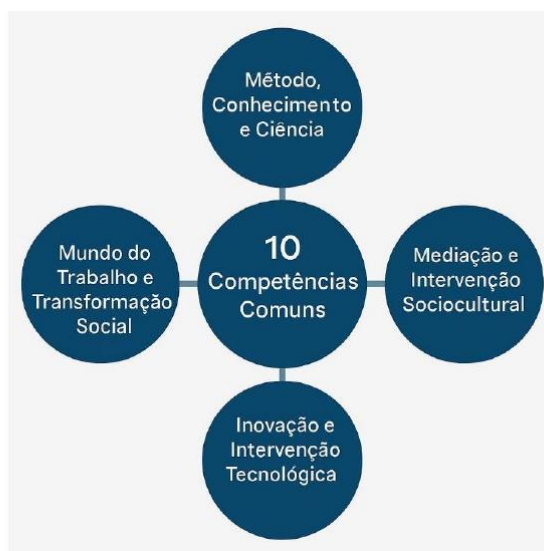 Método,
Conhecimento
e Ciência
Mundo do
Trabalho e
Transformação
Social
10
Competências
Comuns
Mediação e
Intervenção
Sociocultural
Inovação e
Intervenção
Tecnológica